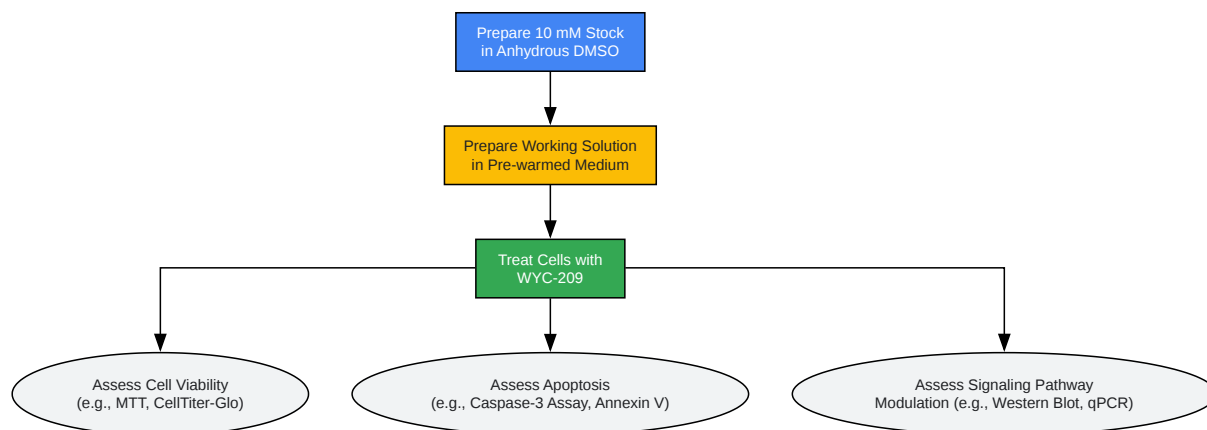 Prepare 10 mM Stock
in Anhydrous DMSO
Prepare Working Solution
in Pre-warmed Medium
Treat Cells with
WYC-209
Assess Cell Viability
(e.g., MTT, CellTiter-Glo)
Assess Apoptosis
(e.g., Caspase-3 Assay, Annexin V)
Assess Signaling Pathway
Modulation (e.g., Western Blot, qPCR)